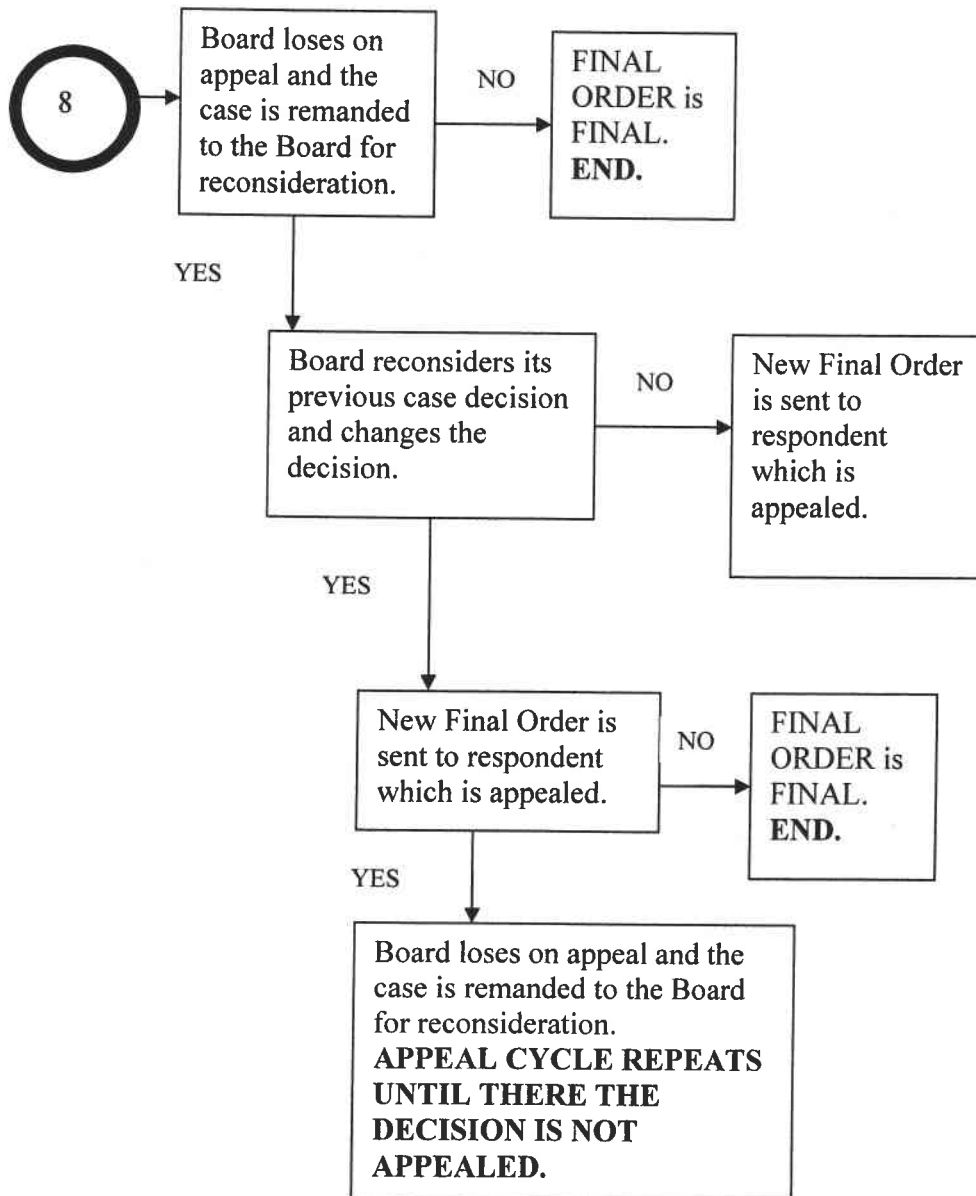 8
Board loses on
appeal and the
case is remanded
to the Board for
reconsideration.
NO
FINAL
ORDER is
FINAL.
END.
YES
Board reconsiders its
previous case decision
and changes the
decision.
NO
New Final Order
is sent to
respondent
which is
appealed.
YES
New Final Order is
sent to respondent
which is appealed.
NO
FINAL
ORDER is
FINAL.
END.
YES
Board loses on appeal and the
case is remanded to the Board
for reconsideration.
APPEAL CYCLE REPEATS
UNTIL THERE THE
DECISION IS NOT
APPEALED.